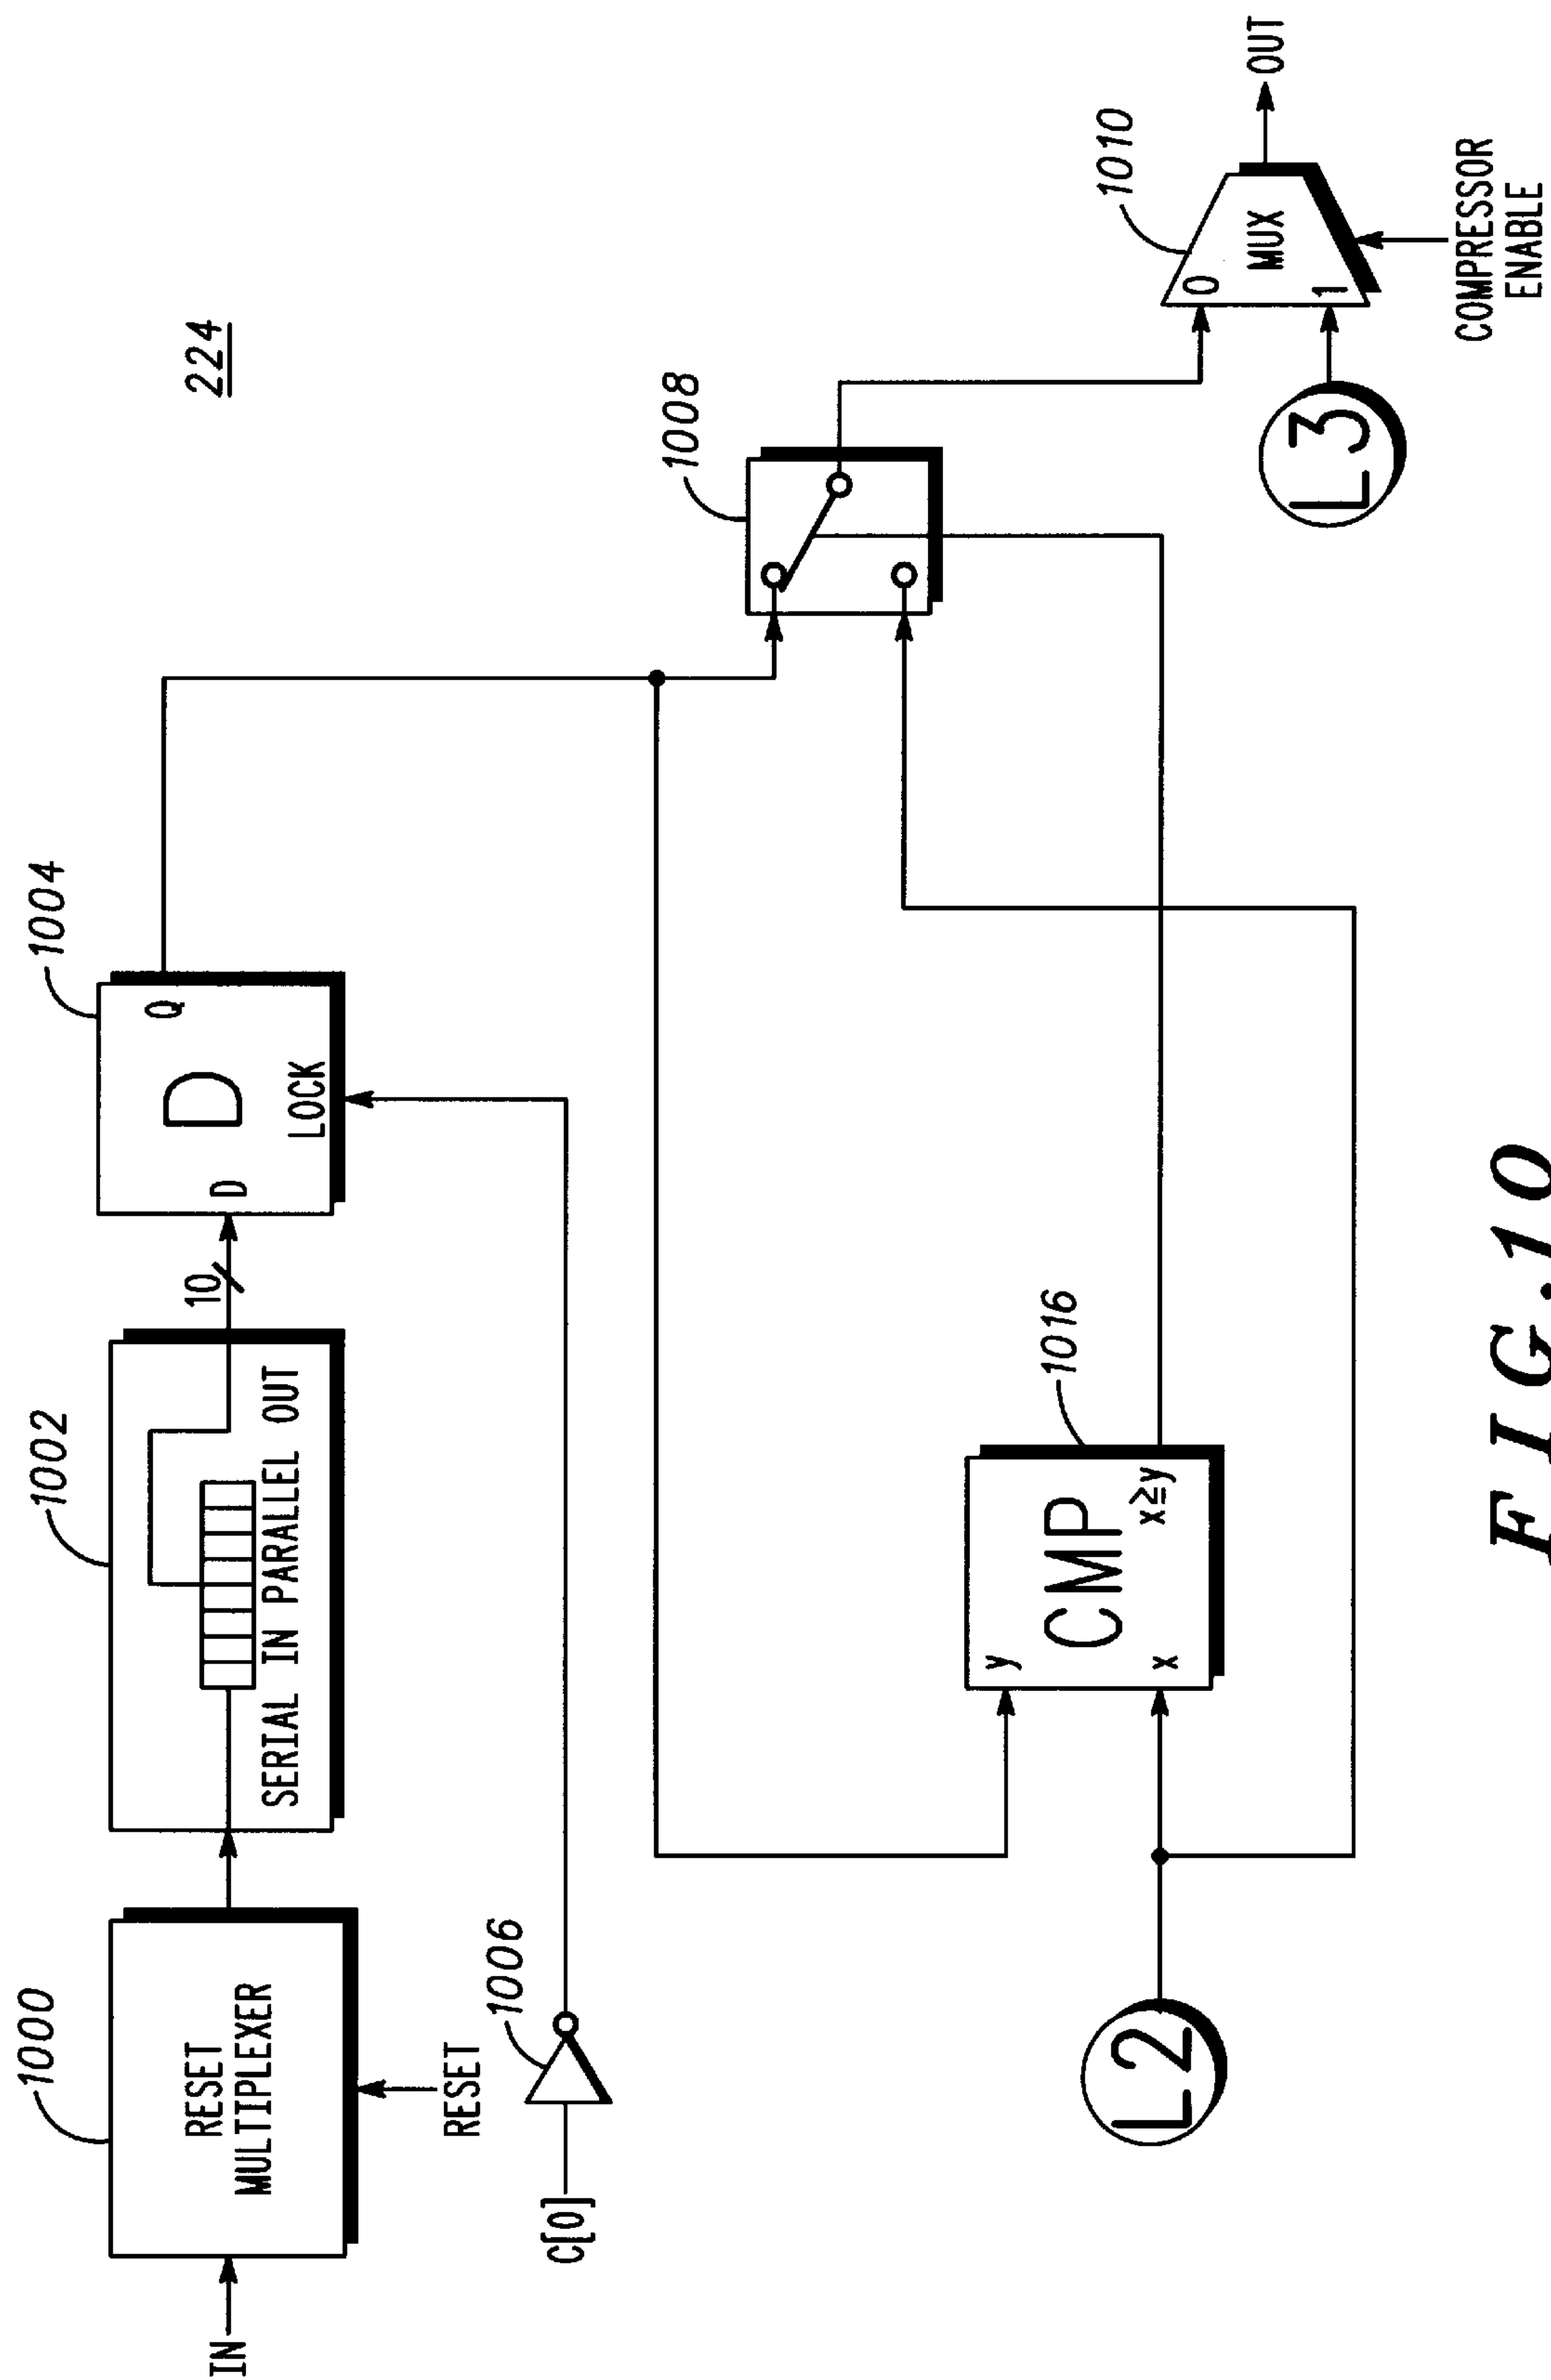 224
1000
RESET
MULTIPLEXER
IN
RESET
1002
SERIAL IN PARALLEL OUT
10
1004
D
D
Q
LOCK
1006
C[0]
1008
1016
y
CMP
x
x≥y
L2
1010
0
MUX
1
OUT
L3
COMPRESSOR
ENABLE
FIG.10